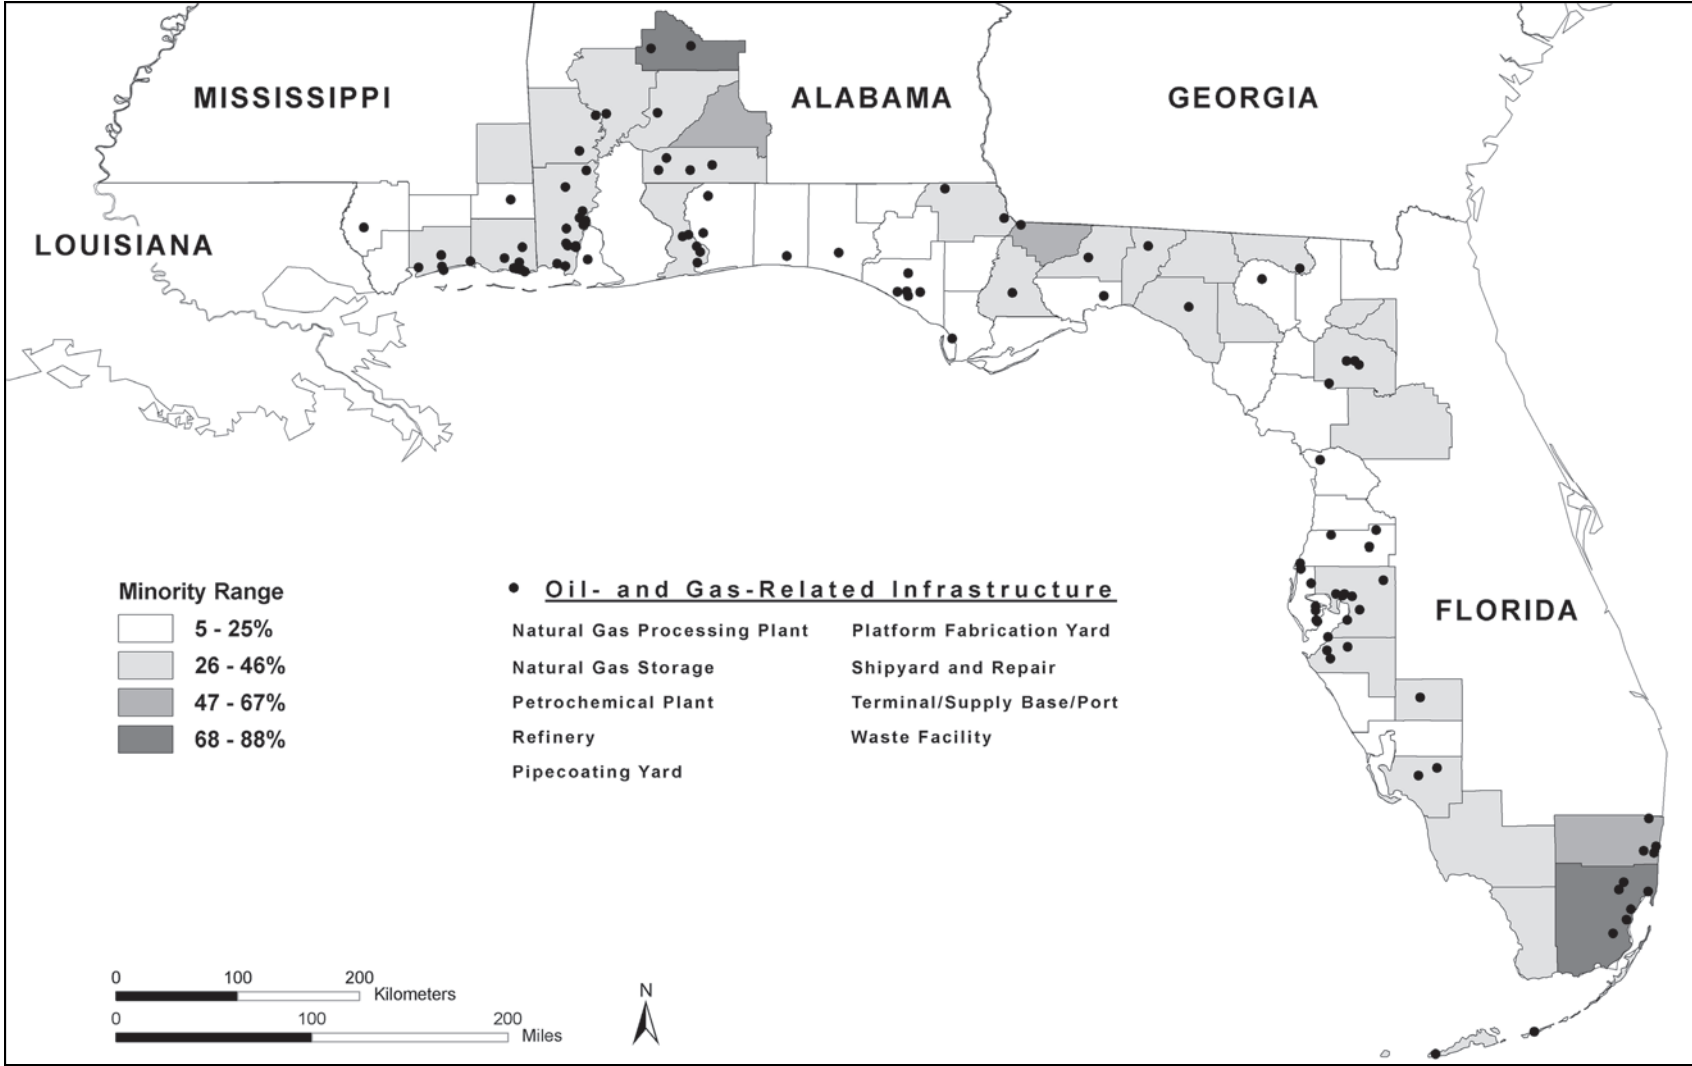 MISSISSIPPI
ALABAMA
GEORGIA
LOUISIANA
Minority Range
5 - 25%
26 - 46%
47 - 67%
68 - 88%
Oil- and Gas-Related Infrastructure
Natural Gas Processing Plant
Platform Fabrication Yard
Natural Gas Storage
Shipyard and Repair
Petrochemical Plant
Terminal/Supply Base/Port
Refinery
Waste Facility
Pipecoating Yard
FLORIDA
0 100 200
Kilometers
0 100 200
Miles
N